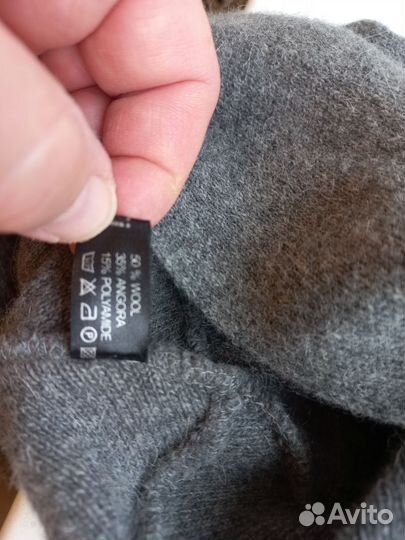 50 % WOOL
35% ANGORA
15% POLYAMIDE
Avito